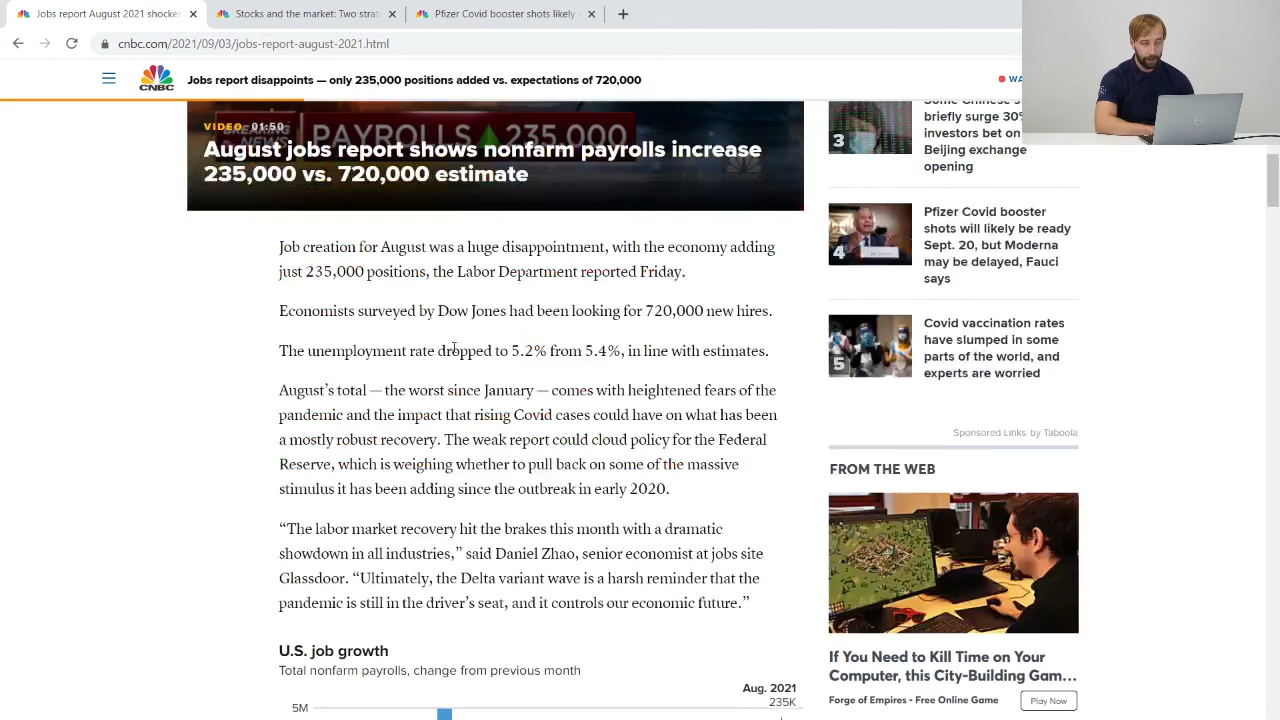 Jobs report August 2021 shocker
Stocks and the market: Two strat
Pfizer Covid booster shots likely
cnbc.com/2021/09/03/jobs-report-august-2021.html
CNBC
Jobs report disappoints — only 235,000 positions added vs. expectations of 720,000
WA
BREAKING NEWS
PAYROLLS 235,000
VIDEO 01:50
August jobs report shows nonfarm payrolls increase
235,000 vs. 720,000 estimate
Job creation for August was a huge disappointment, with the economy adding
just 235,000 positions, the Labor Department reported Friday.
Economists surveyed by Dow Jones had been looking for 720,000 new hires.
The unemployment rate dropped to 5.2% from 5.4%, in line with estimates.
August’s total — the worst since January — comes with heightened fears of the
pandemic and the impact that rising Covid cases could have on what has been
a mostly robust recovery. The weak report could cloud policy for the Federal
Reserve, which is weighing whether to pull back on some of the massive
stimulus it has been adding since the outbreak in early 2020.
“The labor market recovery hit the brakes this month with a dramatic
showdown in all industries,” said Daniel Zhao, senior economist at jobs site
Glassdoor. “Ultimately, the Delta variant wave is a harsh reminder that the
pandemic is still in the driver’s seat, and it controls our economic future.”
U.S. job growth
Total nonfarm payrolls, change from previous month
Aug. 2021
235K
5M
3
Some Chinese s
briefly surge 30%
investors bet on
Beijing exchange
opening
4
Pfizer Covid booster
shots will likely be ready
Sept. 20, but Moderna
may be delayed, Fauci
says
5
Covid vaccination rates
have slumped in some
parts of the world, and
experts are worried
Sponsored Links by Taboola
FROM THE WEB
If You Need to Kill Time on Your
Computer, this City-Building Gam…
Forge of Empires - Free Online Game
Play Now